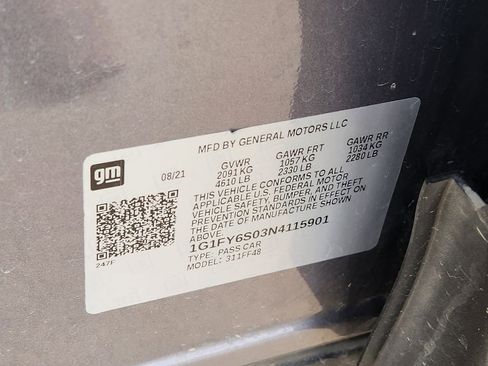 gm
MFD BY GENERAL MOTORS LLC
08/21
GVWR GAWR FRT GAWR RR
2091 KG 1057 KG 1034 KG
4610 LB 2330 LB 2280 LB
THIS VEHICLE CONFORMS TO ALL
APPLICABLE U.S. FEDERAL MOTOR
VEHICLE SAFETY, BUMPER, AND THEFT
PREVENTION STANDARDS IN EFFECT ON
THE DATE OF MANUFACTURE SHOWN
ABOVE.
1G1FY6S03N4115901
TYPE: PASS CAR
MODEL: 311FF48
247F